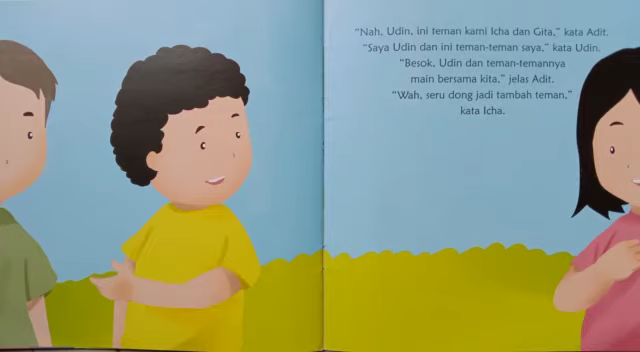 “Nah, Udin, ini teman kami Icha dan Gita,” kata Adit.
“Saya Udin dan ini teman-teman saya,” kata Udin.
“Besok, Udin dan teman-temannya
main bersama kita,” jelas Adit.
“Wah, seru dong jadi tambah teman,”
kata Icha.